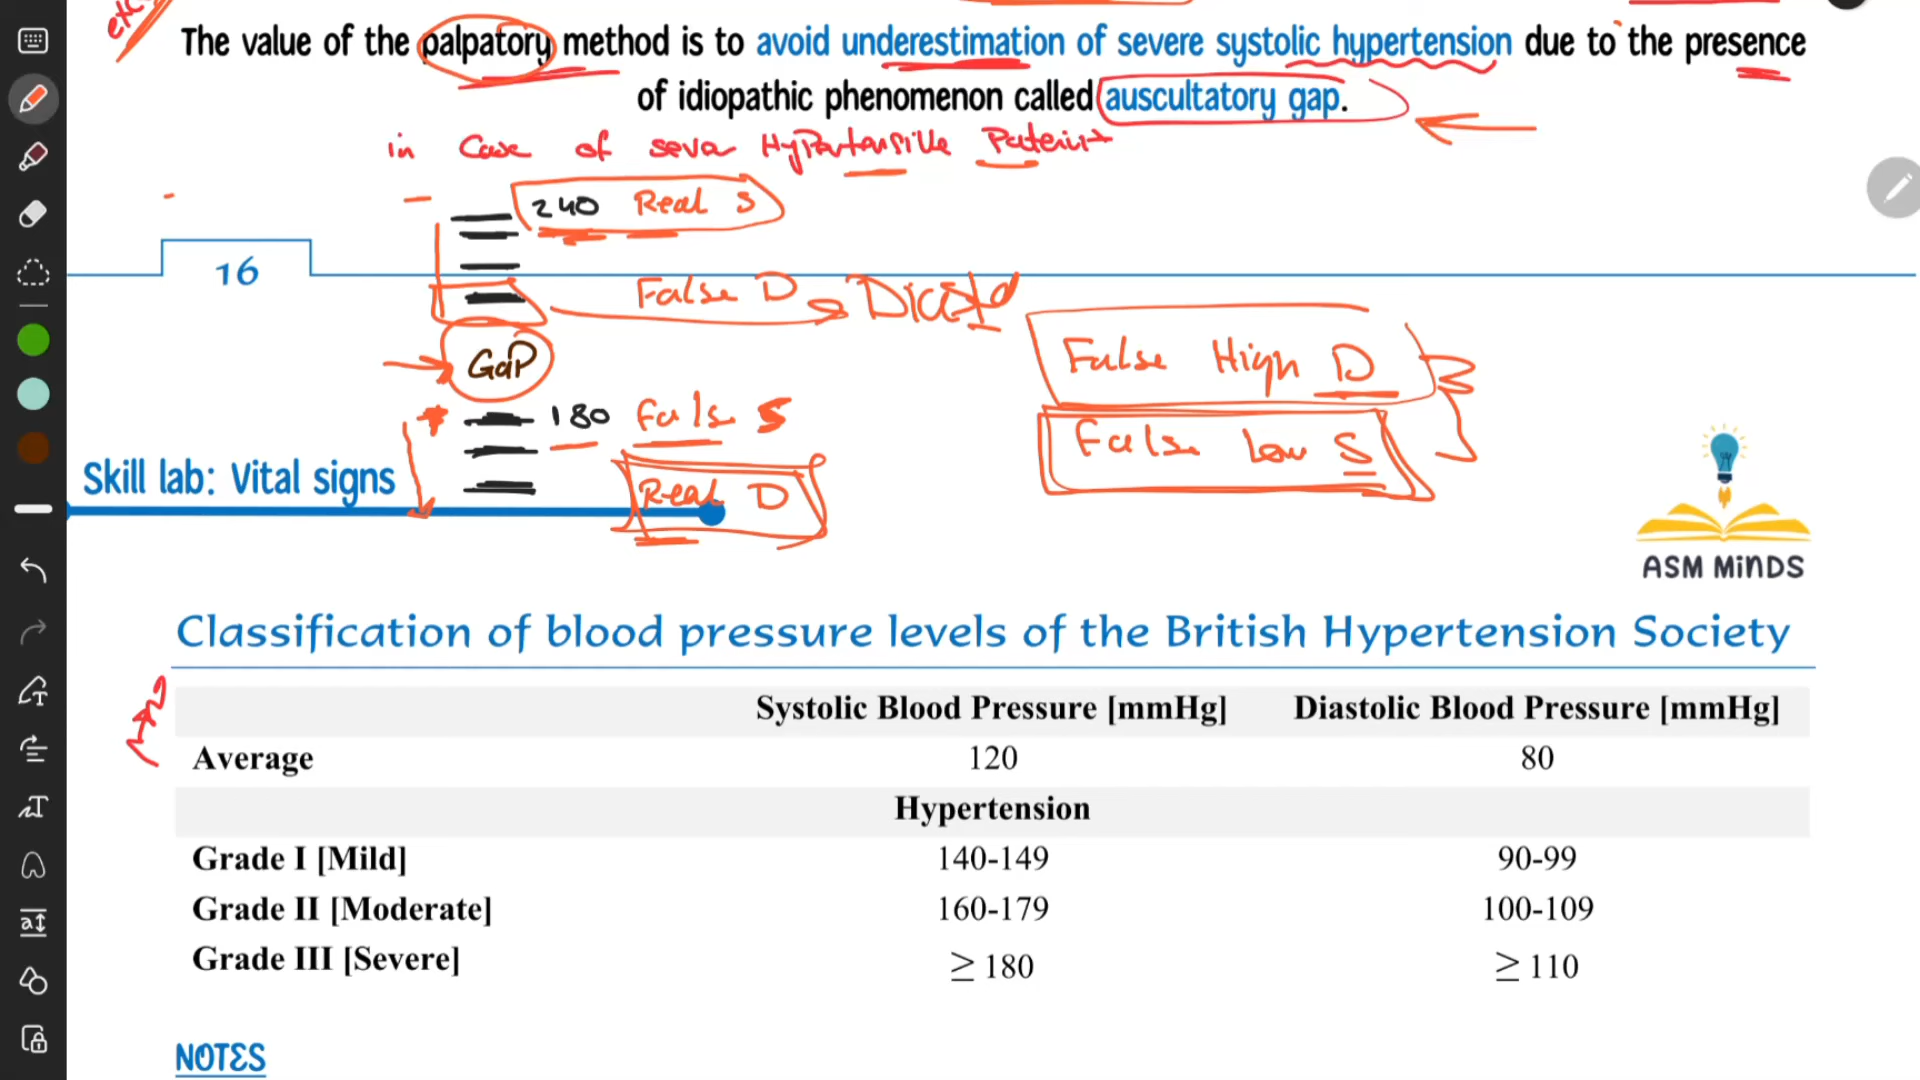 The value of the palpatory method is to avoid underestimation of severe systolic hypertension due to the presence
of idiopathic phenomenon called auscultatory gap.
in Case of sever HyPertensive Patient
240 Real S
16
False D
False High D
GaP
180 Fals S
False Low S
Skill lab: Vital signs
Real D
ASM MiNDS
Classification of blood pressure levels of the British Hypertension Society
Systolic Blood Pressure [mmHg] Diastolic Blood Pressure [mmHg]
Average 120 80
Hypertension
Grade I [Mild] 140-149 90-99
Grade II [Moderate] 160-179 100-109
Grade III [Severe] ≥ 180 ≥ 110
NOTES